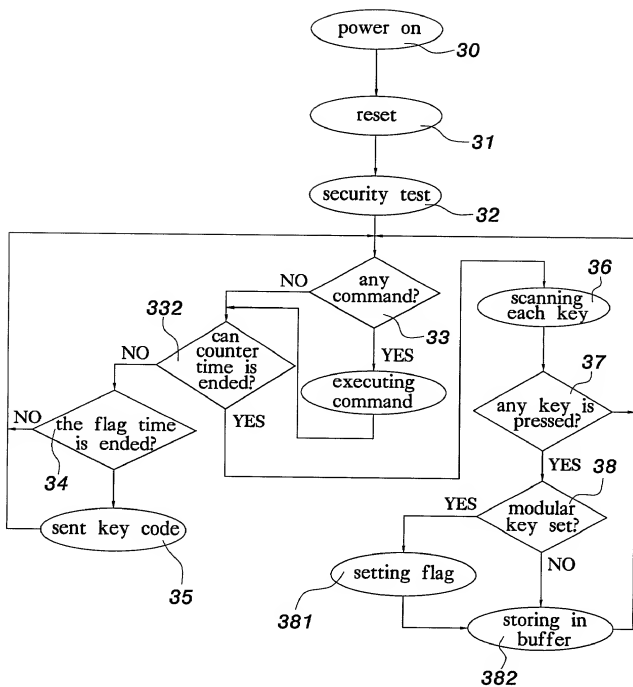 power on
30
reset
31
security test
32
any
command?
33
NO
YES
executing
command
332
can
counter
time is
ended?
NO
YES
the flag time
is ended?
34
NO
sent key code
35
36
scanning
each key
37
any key is
pressed?
YES
38
modular
key set?
YES
NO
setting flag
381
storing in
buffer
382